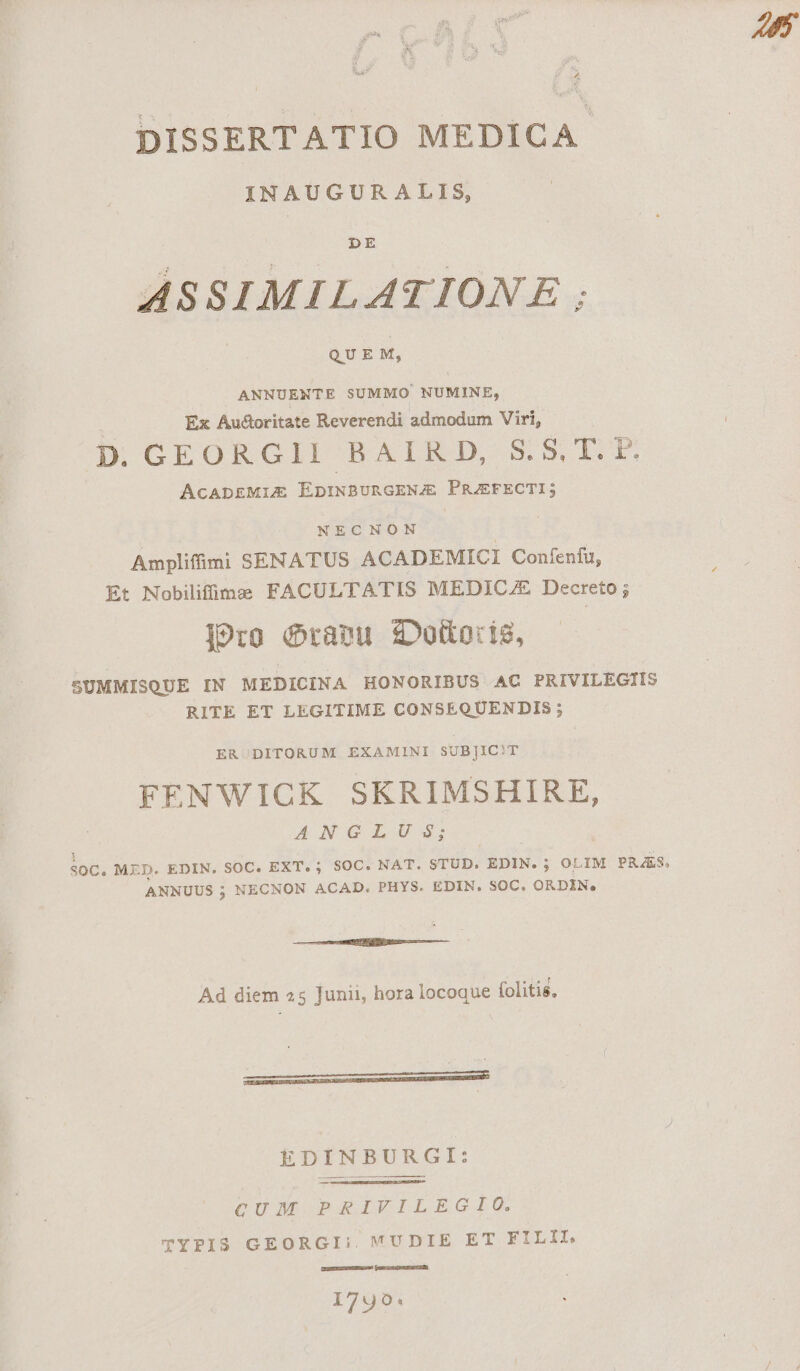 205
DISSERTATIO MEDICA
INAUGURALIS,
DE
ASSIMILATIONE;
QUEM,
ANNUENTE SUMMO NUMINE,
Ex Auctoritate Reverendi admodum Viri,
D. GEORGII BAIRD, S.S.T.P.
ACADEMIÆ EDINBURGENÆ PRÆFECTI;
NECNON
Ampliſſimi SENATUS ACADEMICI Conſenſu,
Et Nobiliſſimæ FACULTATIS MEDICÆ Decreto;
Pro Gradu Doctoris,
SUMMISQUE IN MEDICINA HONORIBUS AC PRIVILEGIIS
RITE ET LEGITIME CONSEQUENDIS;
ER DITORUM EXAMINI SUBJIC T
FENWICK SKRIMSHIRE,
ANGLUS;
SOC. MED. EDIN. SOC. EXT.; SOC. NAT. STUD. EDIN.; OLIM PRÆS.
ANNUUS; NECNON ACAD. PHYS. EDIN. SOC. ORDIN.
Ad diem 25 Junii, hora locoque ſolitis.
EDINBURGI:
CUM PRIVILEGIO.
TYPIS GEORGII MUDIE ET FILII.
1790.